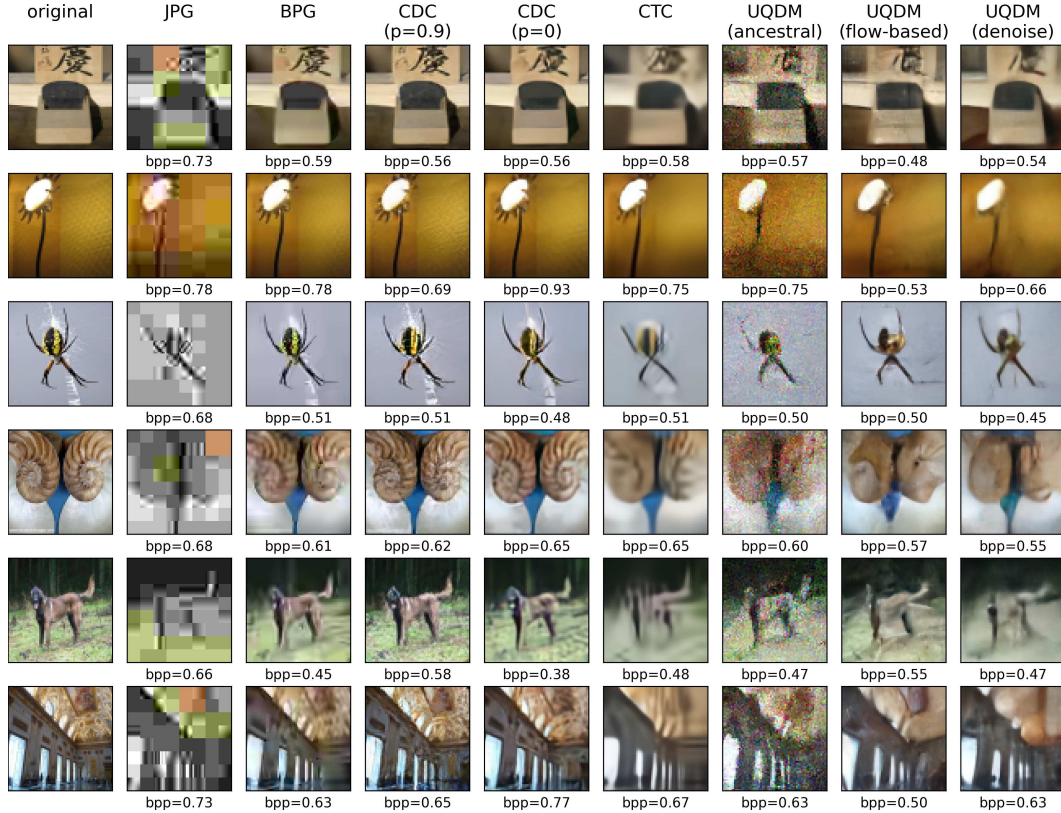 original JPG BPG CDC (p=0.9) CDC (p=0) CTC UQDM (ancestral) UQDM (flow-based) UQDM (denoise)
慶 慶 慶 慶
bpp=0.73 bpp=0.59 bpp=0.56 bpp=0.56 bpp=0.58 bpp=0.57 bpp=0.48 bpp=0.54
bpp=0.78 bpp=0.78 bpp=0.69 bpp=0.93 bpp=0.75 bpp=0.75 bpp=0.53 bpp=0.66
bpp=0.68 bpp=0.51 bpp=0.51 bpp=0.48 bpp=0.51 bpp=0.50 bpp=0.50 bpp=0.45
bpp=0.68 bpp=0.61 bpp=0.62 bpp=0.65 bpp=0.65 bpp=0.60 bpp=0.57 bpp=0.55
bpp=0.66 bpp=0.45 bpp=0.58 bpp=0.38 bpp=0.48 bpp=0.47 bpp=0.55 bpp=0.47
bpp=0.73 bpp=0.63 bpp=0.65 bpp=0.77 bpp=0.67 bpp=0.63 bpp=0.50 bpp=0.63